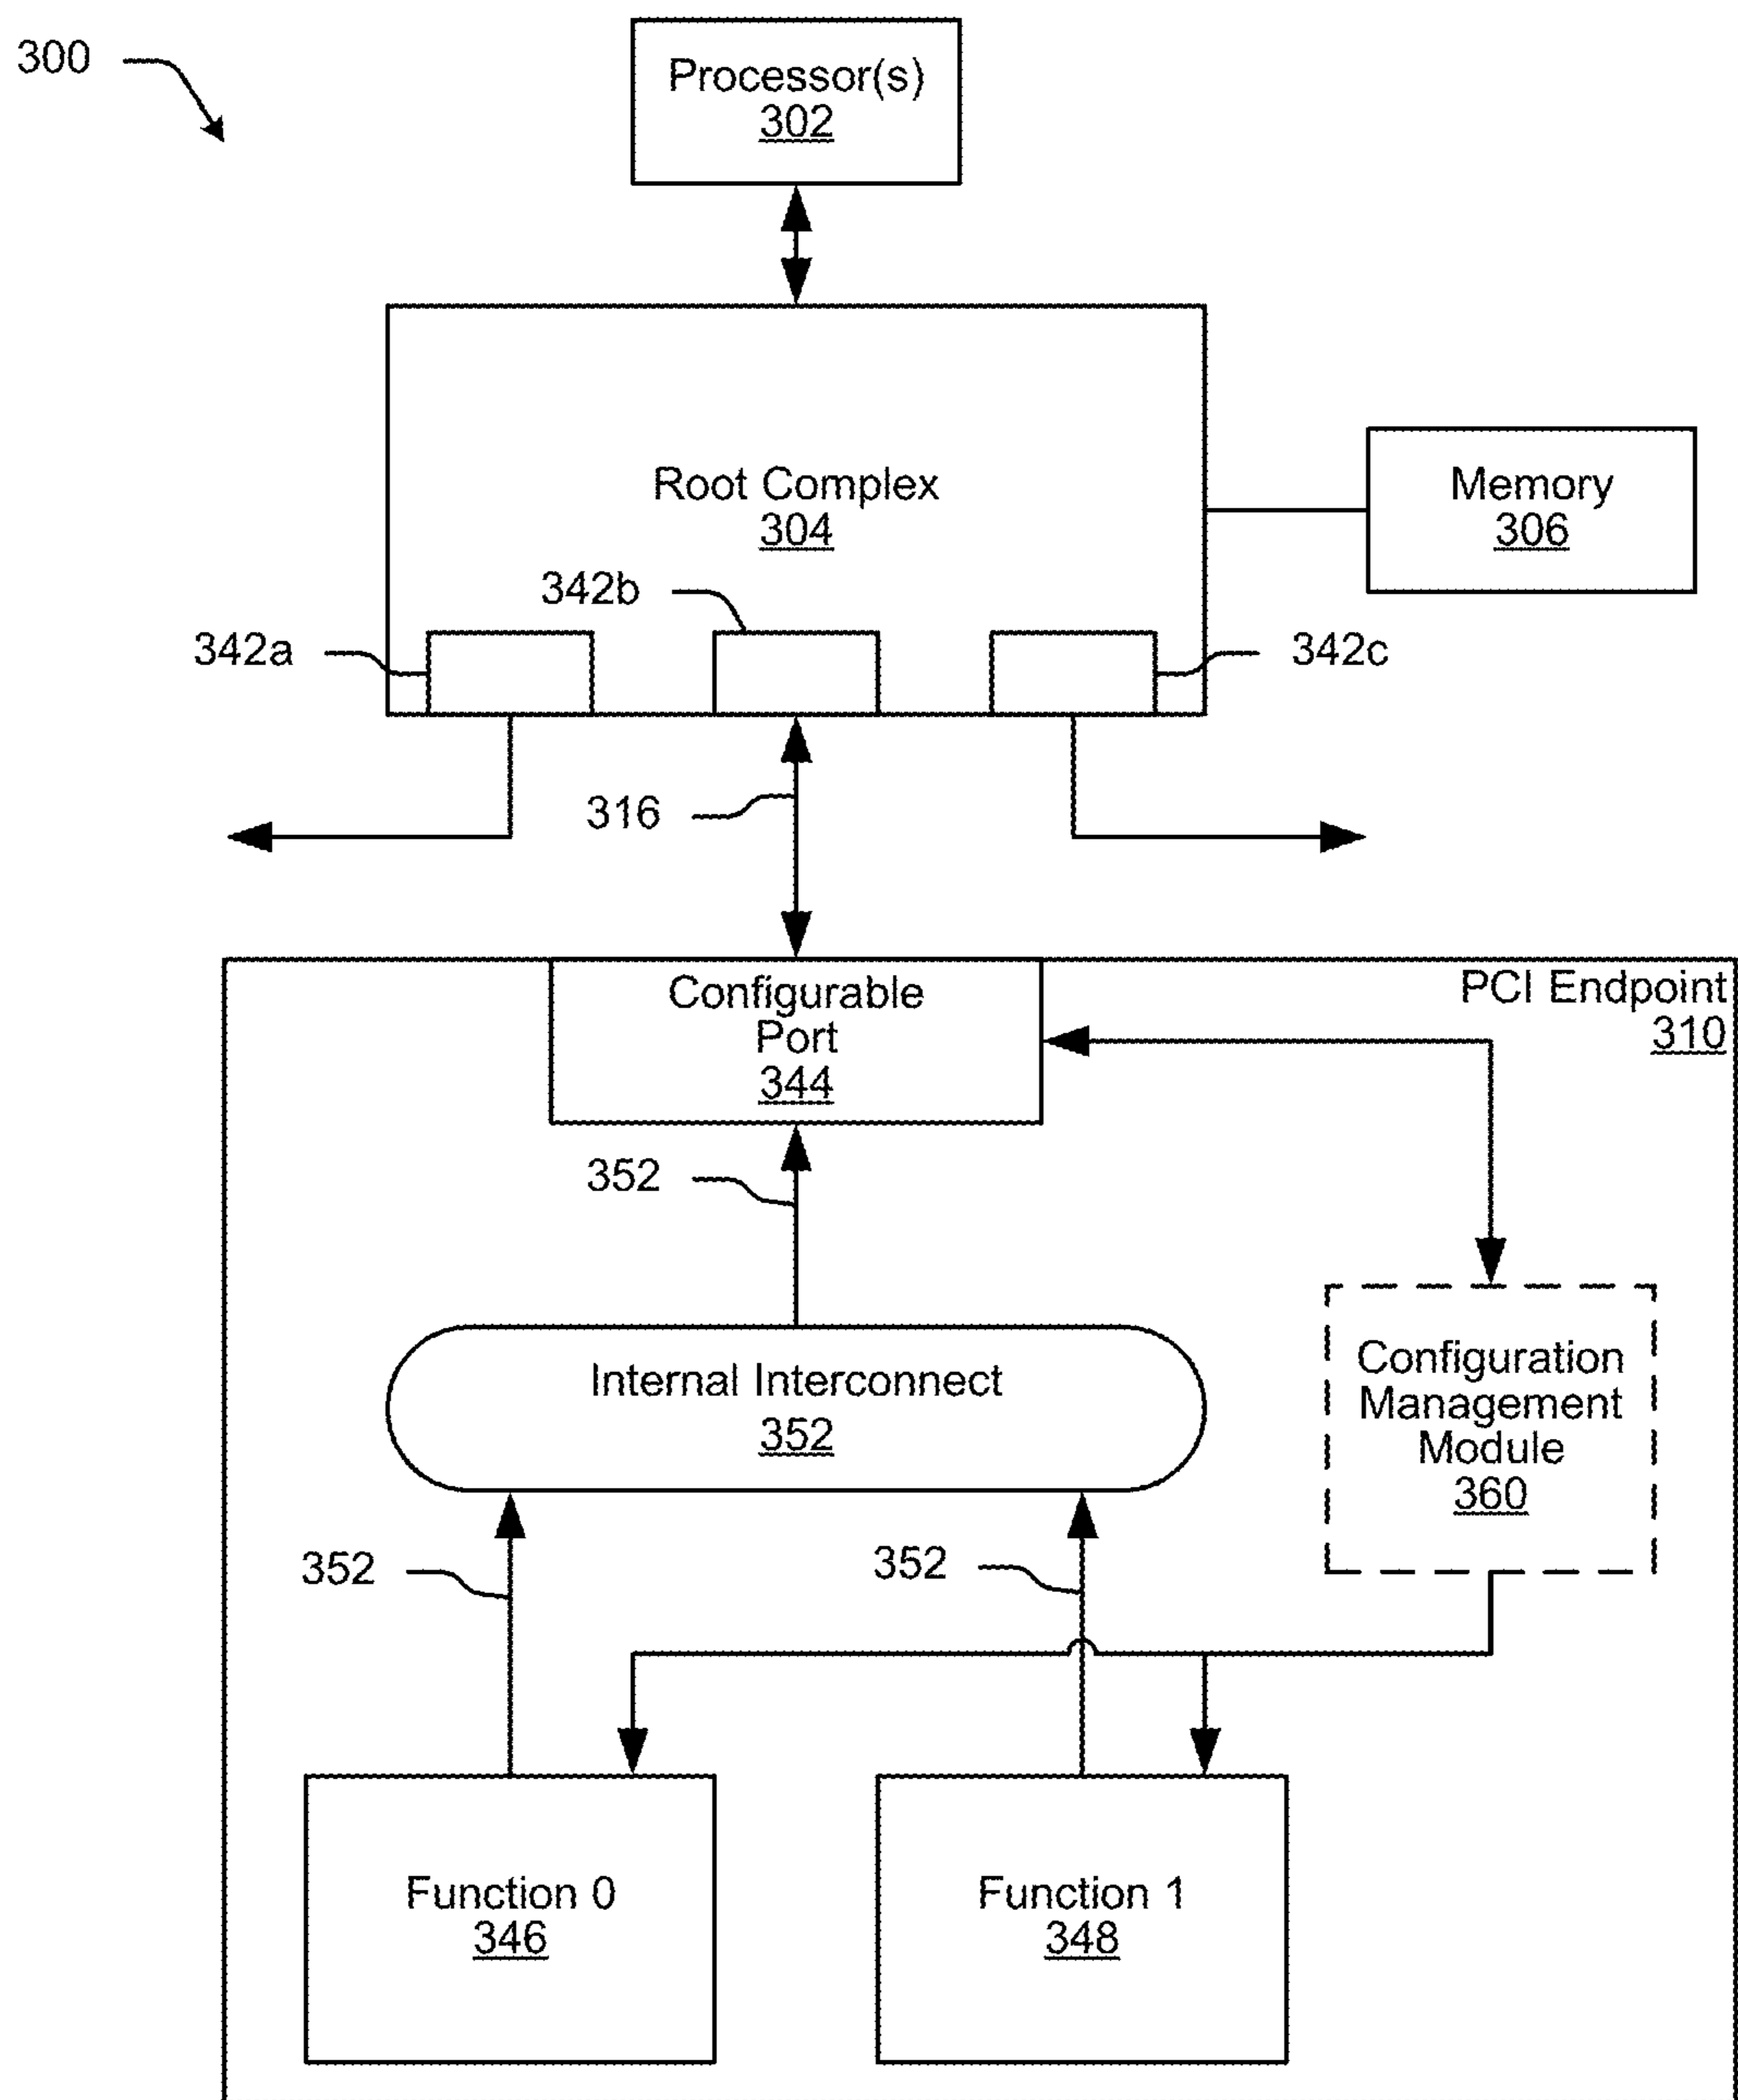 300
Processor(s)
302
Root Complex
304
Memory
306
342b
342a
342c
316
PCI Endpoint
310
Configurable
Port
344
352
Internal Interconnect
352
Configuration
Management
Module
360
352
352
Function 0
346
Function 1
348